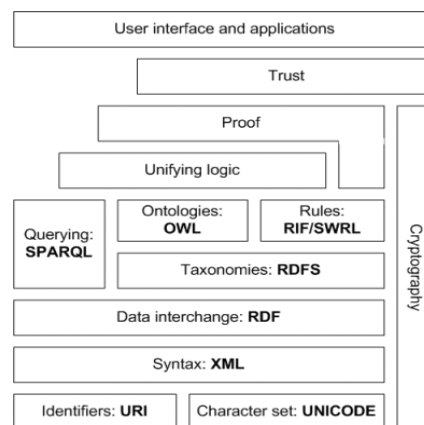 User interface and applications
Trust
Proof
Unifying logic
Querying:
SPARQL
Ontologies:
OWL
Rules:
RIF/SWRL
Taxonomies: RDFS
Cryptography
Data interchange: RDF
Syntax: XML
Identifiers: URI
Character set: UNICODE